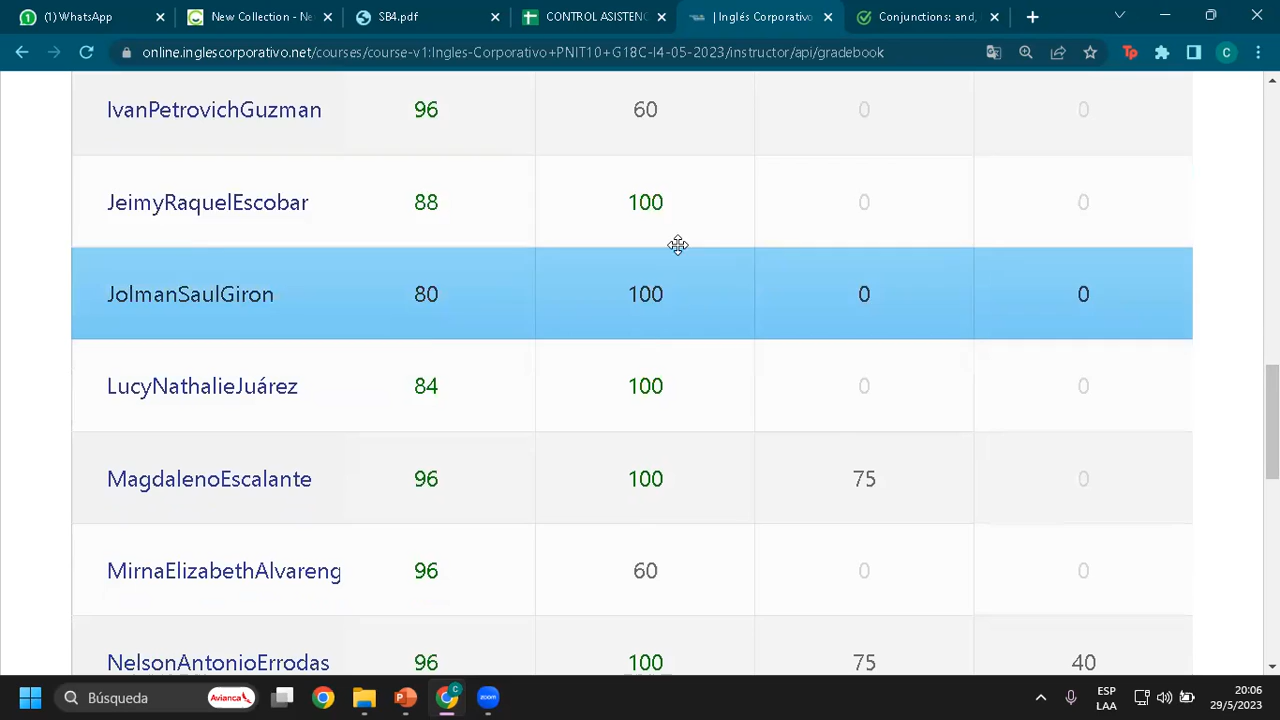 1 WhatsApp
New Collection - Ne
SB4.pdf
CONTROL ASISTENC
| Inglés Corporativo
Conjunctions: and,
online.inglescorporativo.net/courses/course-v1:Ingles-Corporativo+PNIT10+G18C-I4-05-2023/instructor/api/gradebook
C
IvanPetrovichGuzman 96 60 0 0
JeimyRaquelEscobar 88 100 0 0
JolmanSaulGiron 80 100 0 0
LucyNathalieJuárez 84 100 0 0
MagdalenoEscalante 96 100 75 0
MirnaElizabethAlvareng 96 60 0 0
NelsonAntonioErrodas 96 100 75 40
Búsqueda
Avianca
C
ESP
LAA
20:06
29/5/2023